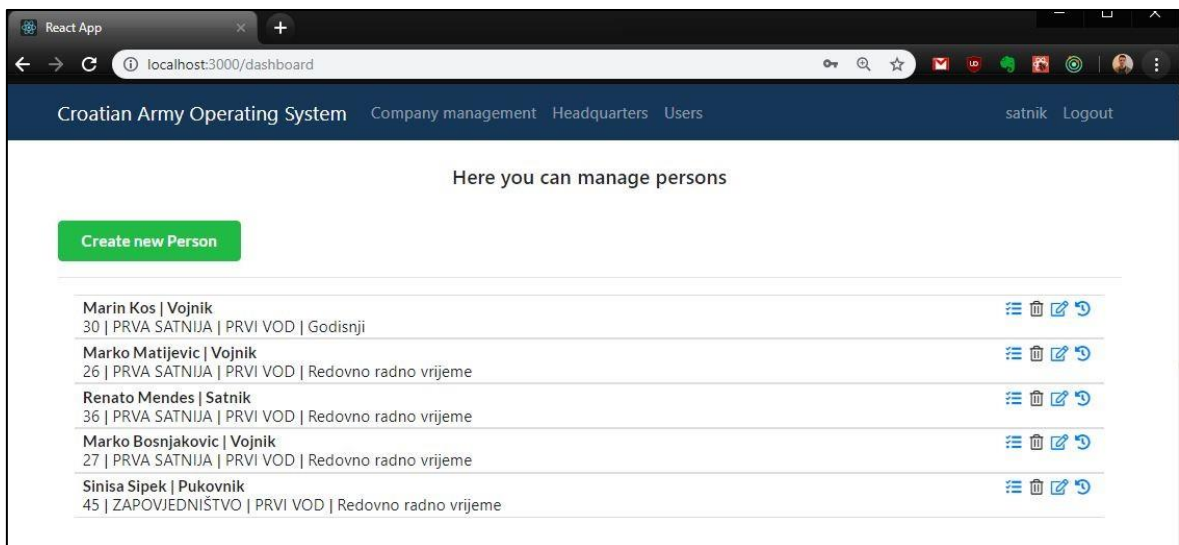 React App
localhost:3000/dashboard
Croatian Army Operating System Company management Headquarters Users satnik Logout
Here you can manage persons
Create new Person
Marin Kos | Vojnik
30 | PRVA SATNIJA | PRVI VOD | Godisnji
Marko Matijevic | Vojnik
26 | PRVA SATNIJA | PRVI VOD | Redovno radno vrijeme
Renato Mendes | Satnik
36 | PRVA SATNIJA | PRVI VOD | Redovno radno vrijeme
Marko Bosnjakovic | Vojnik
27 | PRVA SATNIJA | PRVI VOD | Redovno radno vrijeme
Sinisa Sipek | Pukovnik
45 | ZAPOVJEDNIŠTVO | PRVI VOD | Redovno radno vrijeme